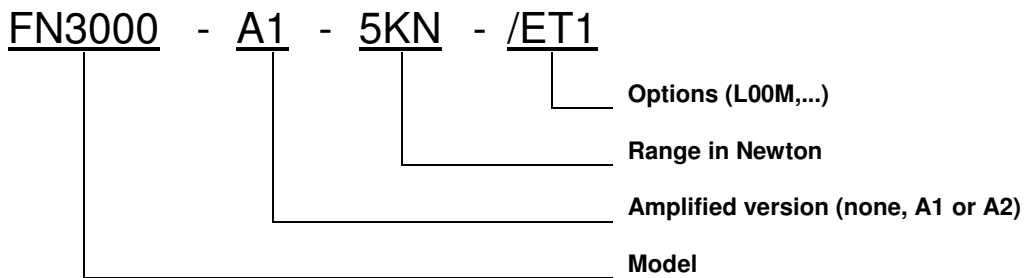 FN3000 - A1 - 5KN - /ET1
Options (L00M,...)
Range in Newton
Amplified version (none, A1 or A2)
Model